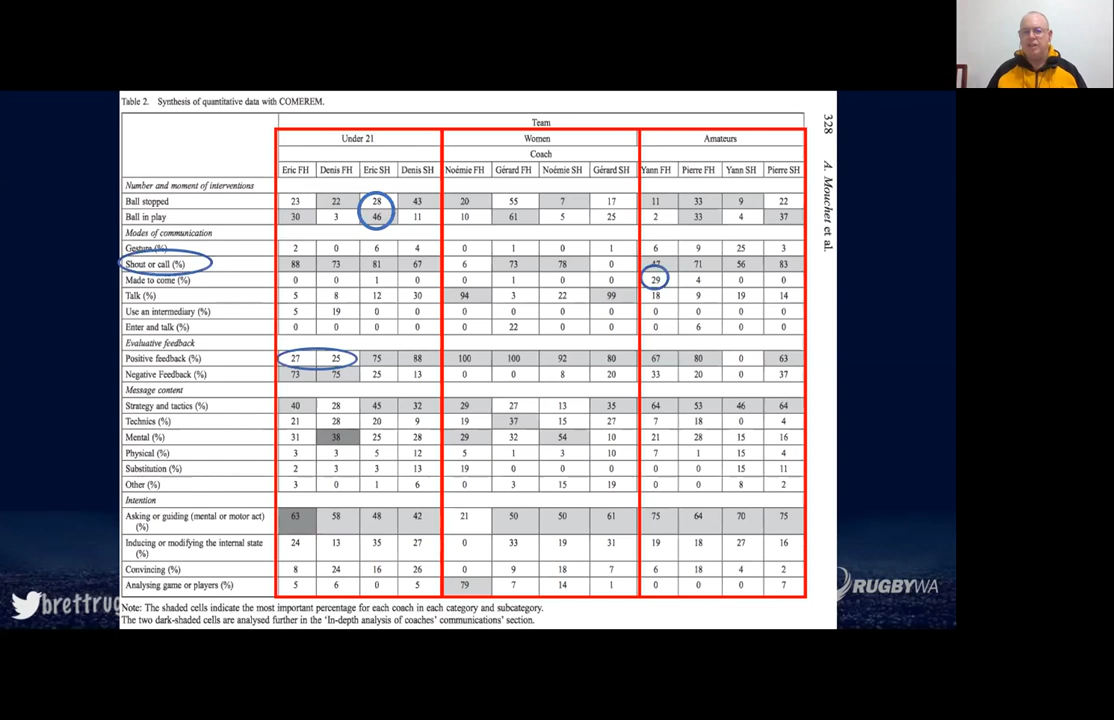 Table 2. Synthesis of quantitative data with COMEREM.
Team
Under 21 Women Amateurs
Coach
Eric FH Denis FH Eric SH Denis SH Noémie FH Gérard FH Noémie SH Gérard SH Yann FH Pierre FH Yann SH Pierre SH
Number and moment of interventions
Ball stopped 23 22 28 43 20 55 7 17 11 33 9 22
Ball in play 30 3 46 11 10 61 5 25 2 33 4 37
Modes of communication
Gesture (%) 2 0 6 4 0 1 0 1 6 9 25 3
Shout or call (%) 88 73 81 67 6 73 78 0 47 71 56 83
Made to come (%) 0 0 1 0 0 1 0 0 29 4 0 0
Talk (%) 5 8 12 30 94 3 22 99 18 9 19 14
Use an intermediary (%) 5 19 0 0 0 0 0 0 0 0 0 0
Enter and talk (%) 0 0 0 0 0 22 0 0 0 6 0 0
Evaluative feedback
Positive feedback (%) 27 25 75 88 100 100 92 80 67 80 0 63
Negative Feedback (%) 73 75 25 13 0 0 8 20 33 20 0 37
Message content
Strategy and tactics (%) 40 28 45 32 29 27 13 35 64 53 46 64
Technics (%) 21 28 20 9 19 37 15 27 7 18 0 4
Mental (%) 31 38 25 28 29 32 54 10 21 28 15 16
Physical (%) 3 3 5 12 5 1 3 10 7 1 15 4
Substitution (%) 2 3 3 13 19 0 0 0 0 0 15 11
Other (%) 3 0 1 6 0 3 15 19 0 0 8 2
Intention
Asking or guiding (mental or motor act) 63 58 48 42 21 50 50 61 75 64 70 75
(%)
Inducing or modifying the internal state 24 13 35 27 0 33 19 31 19 18 27 16
(%)
Convincing (%) 8 24 16 26 0 9 18 7 6 18 4 2
Analysing game or players (%) 5 6 0 5 79 7 14 1 0 0 0 7
Note: The shaded cells indicate the most important percentage for each coach in each category and subcategory.
The two dark-shaded cells are analysed further in the 'In-depth analysis of coaches' communications' section.
328 A. Mouchet et al.
brettrug
RUGBYWA